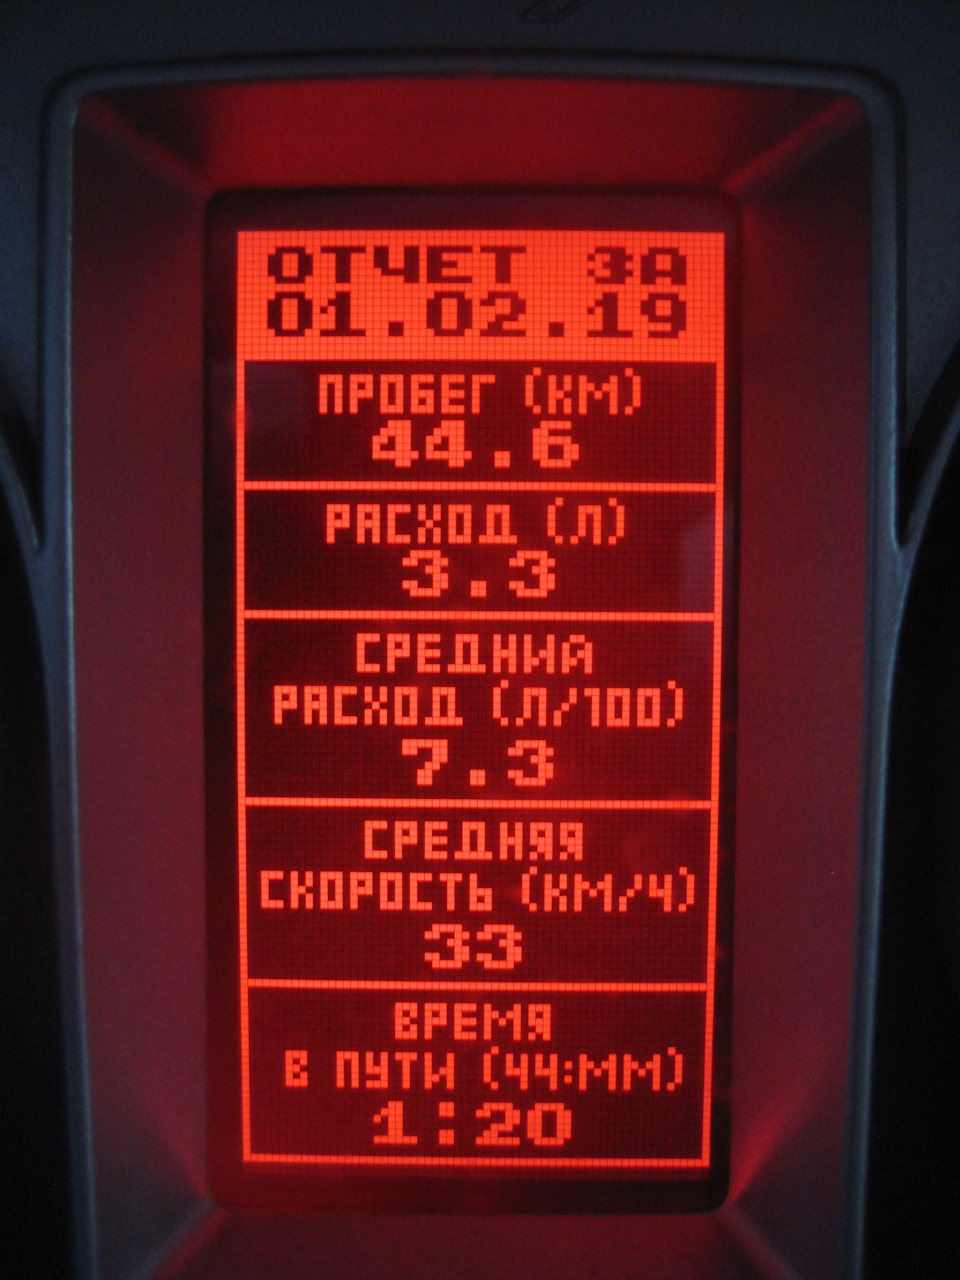 ОТЧЕТ ЗА
01.02.19
ПРОБЕГ (КМ)
44.6
РАСХОД (Л)
3.3
СРЕДНИЙ
РАСХОД (Л/100)
7.3
СРЕДНЯЯ
СКОРОСТЬ (КМ/Ч)
33
ВРЕМЯ
В ПУТИ (ЧЧ:ММ)
1:20